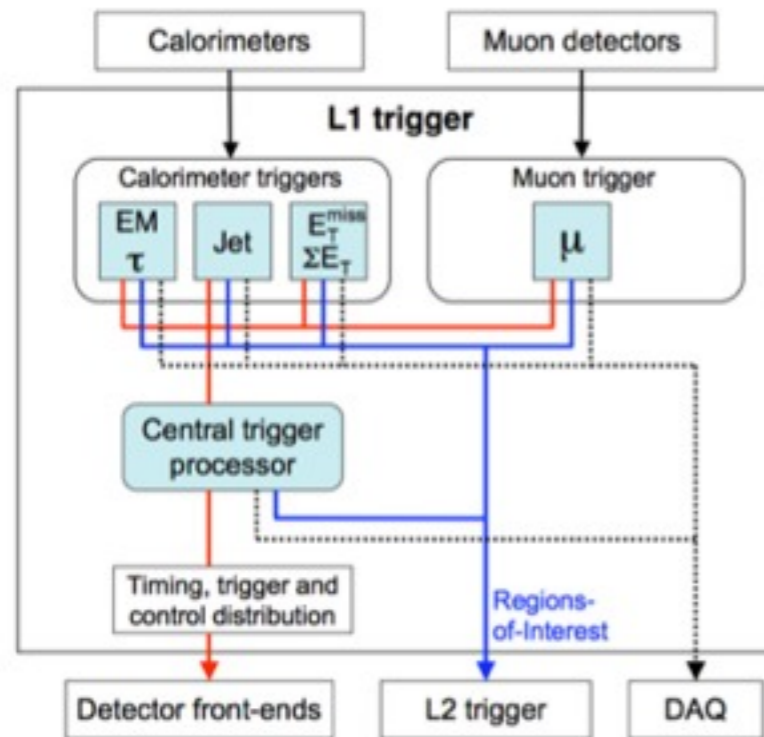 Calorimeters
Muon detectors
L1 trigger
Calorimeter triggers
Muon trigger
EM
τ
Jet
E_T^miss
ΣE_T
μ
Central trigger
processor
Timing, trigger and
control distribution
Regions-
of-Interest
Detector front-ends
L2 trigger
DAQ